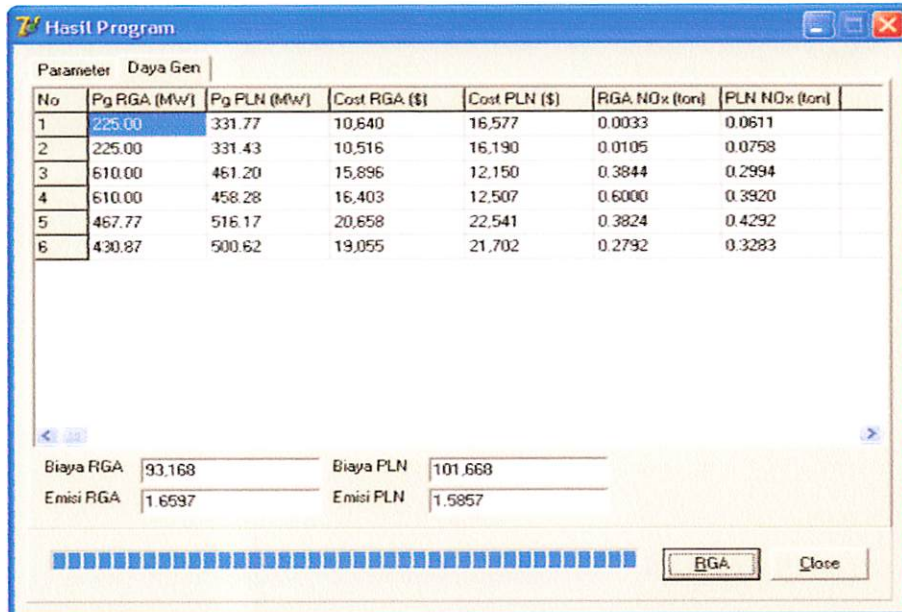 Hasil Program
Parameter Daya Gen
No Pg RGA (MW) Pg PLN (MW) Cost RGA ($) Cost PLN ($) RGA NOx (ton) PLN NOx (ton)
1 225.00 331.77 10,640 16,577 0.0033 0.0611
2 225.00 331.43 10,516 16,190 0.0105 0.0758
3 610.00 461.20 15,896 12,150 0.3844 0.2994
4 610.00 458.28 16,403 12,507 0.6000 0.3920
5 467.77 516.17 20,658 22,541 0.3824 0.4292
6 430.87 500.62 19,055 21,702 0.2792 0.3283
Biaya RGA 93,168 Biaya PLN 101,668
Emisi RGA 1.6597 Emisi PLN 1.5857
RGA Close